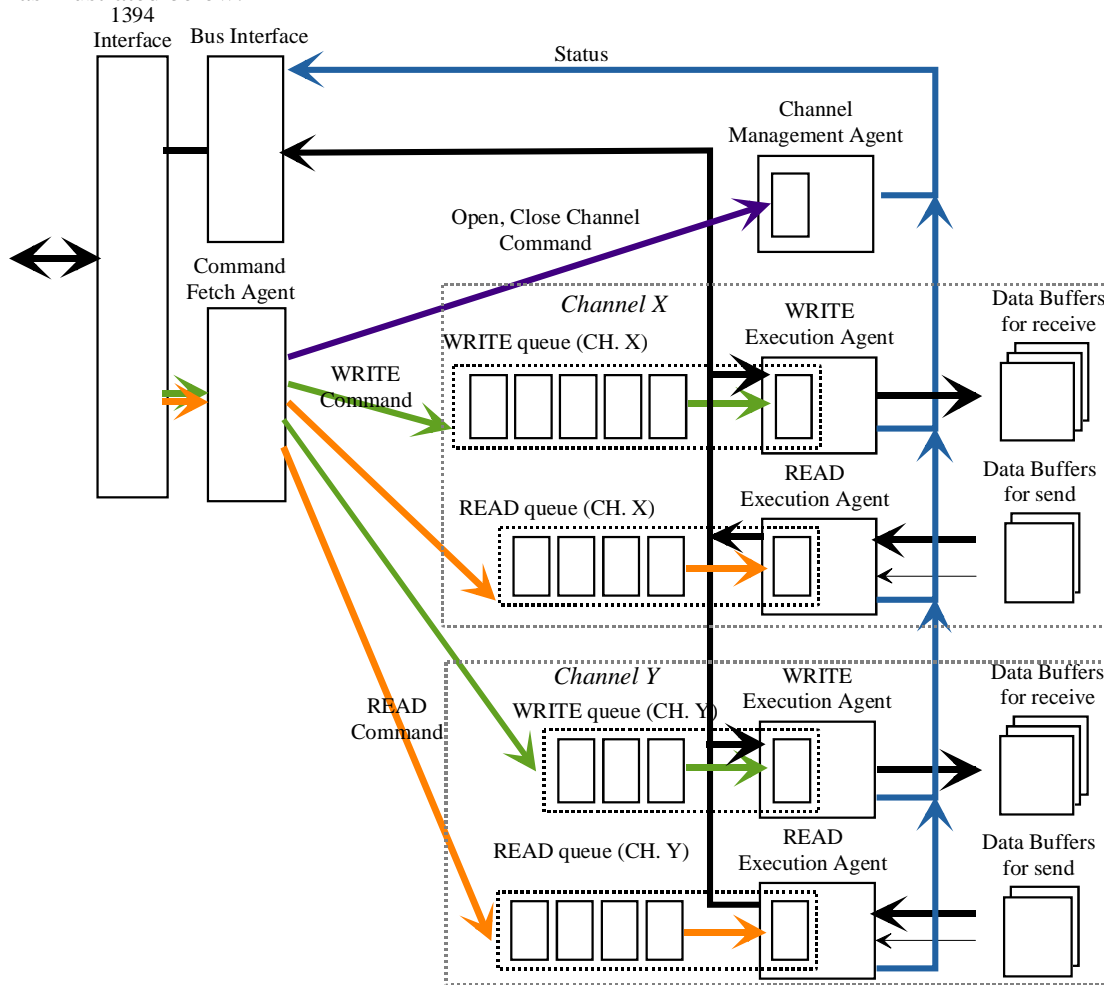 1394
Interface
Bus Interface
Status
Channel
Management Agent
Open, Close Channel
Command
Command
Fetch Agent
Channel X
WRITE
Execution Agent
Data Buffers
for receive
WRITE queue (CH. X)
WRITE
Command
READ
Execution Agent
Data Buffers
for send
READ queue (CH. X)
Channel Y
WRITE
Execution Agent
Data Buffers
for receive
READ
Command
WRITE queue (CH. Y)
READ queue (CH. Y)
READ
Execution Agent
Data Buffers
for send